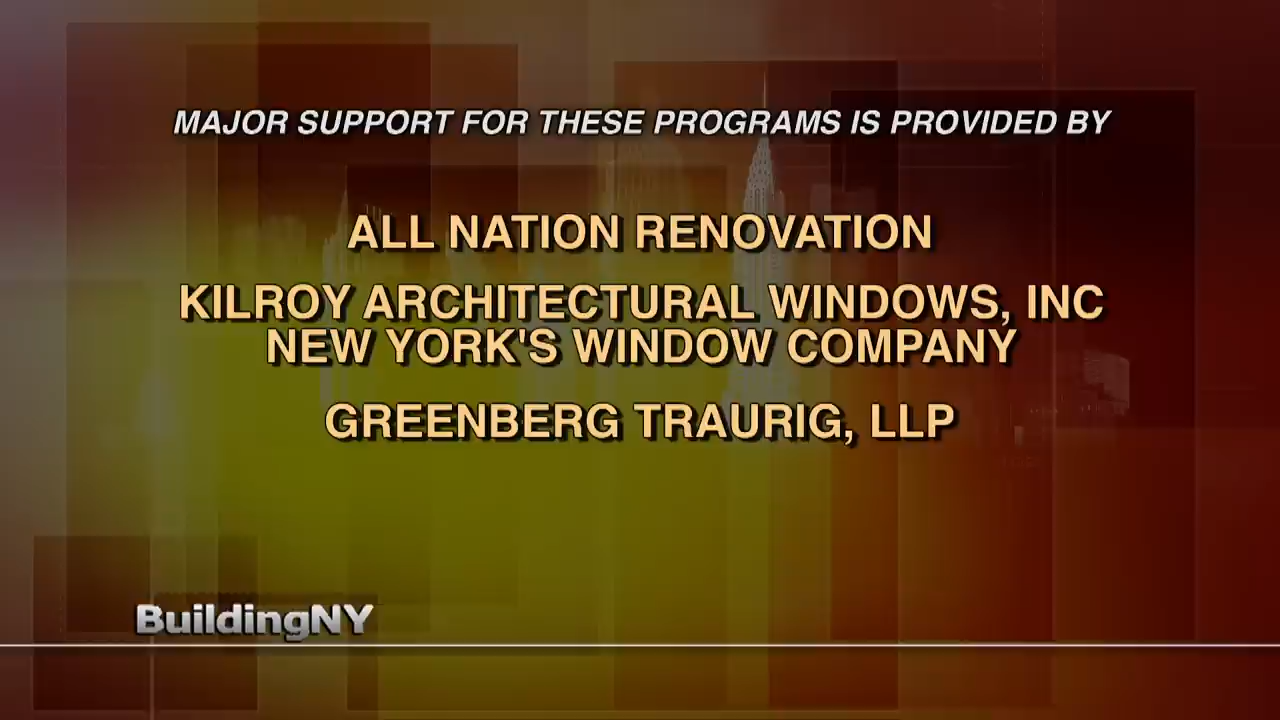 MAJOR SUPPORT FOR THESE PROGRAMS IS PROVIDED BY
ALL NATION RENOVATION
KILROY ARCHITECTURAL WINDOWS, INC
NEW YORK'S WINDOW COMPANY
GREENBERG TRAURIG, LLP
BuildingNY